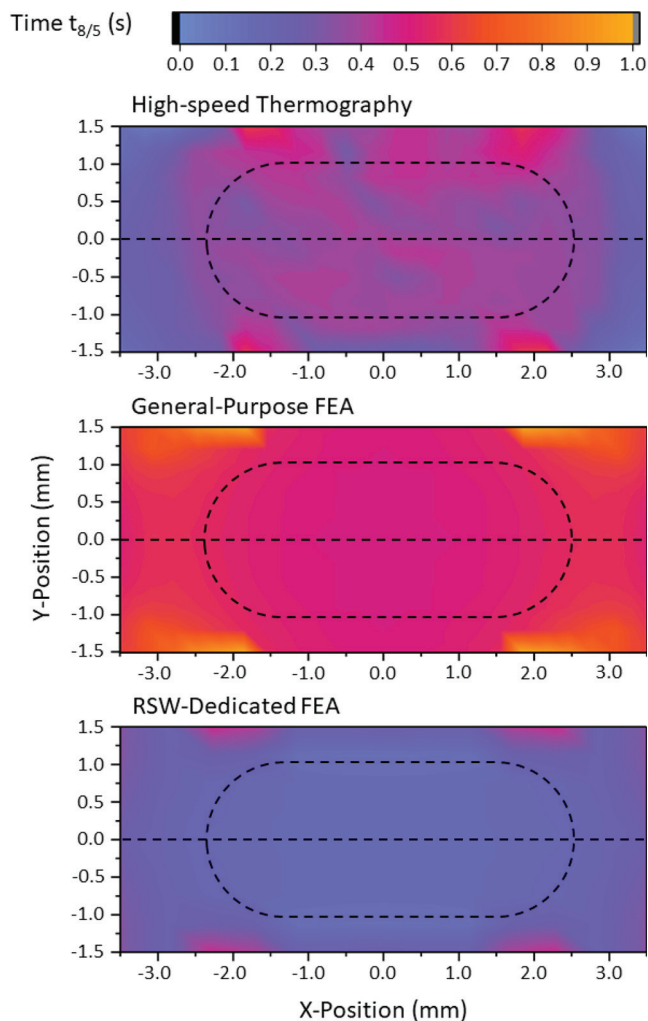 Time t8/5 (s)
0.0 0.1 0.2 0.3 0.4 0.5 0.6 0.7 0.8 0.9 1.0
High-speed Thermography
1.5
1.0
0.5
0.0
-0.5
-1.0
-1.5
-3.0 -2.0 -1.0 0.0 1.0 2.0 3.0
General-Purpose FEA
1.5
1.0
0.5
0.0
-0.5
-1.0
-1.5
-3.0 -2.0 -1.0 0.0 1.0 2.0 3.0
Y-Position (mm)
RSW-Dedicated FEA
1.5
1.0
0.5
0.0
-0.5
-1.0
-1.5
-3.0 -2.0 -1.0 0.0 1.0 2.0 3.0
X-Position (mm)